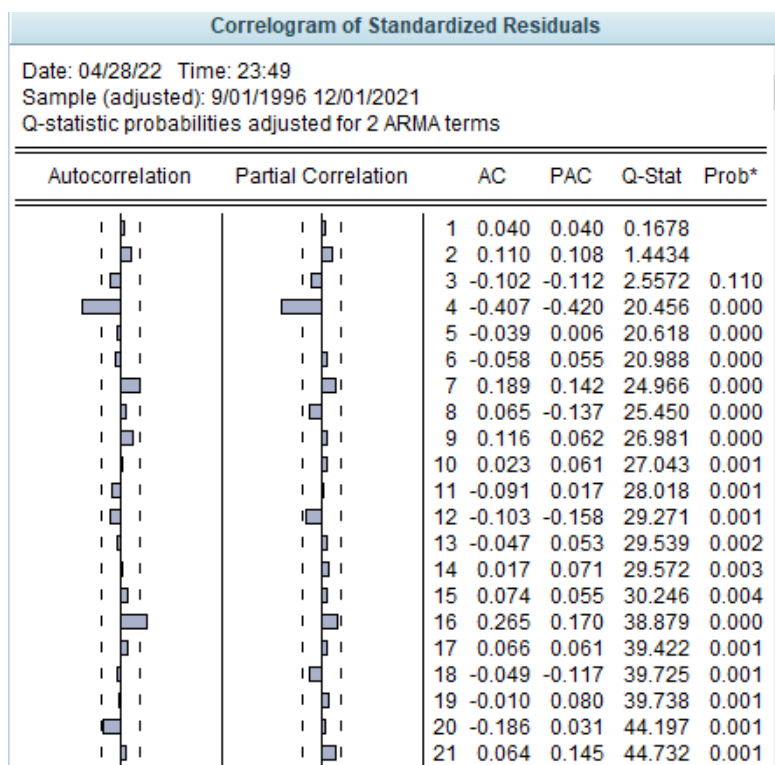 Correlogram of Standardized Residuals
Date: 04/28/22 Time: 23:49
Sample (adjusted): 9/01/1996 12/01/2021
Q-statistic probabilities adjusted for 2 ARMA terms
Autocorrelation Partial Correlation AC PAC Q-Stat Prob*
1 0.040 0.040 0.1678
2 0.110 0.108 1.4434
3 -0.102 -0.112 2.5572 0.110
4 -0.407 -0.420 20.456 0.000
5 -0.039 0.006 20.618 0.000
6 -0.058 0.055 20.988 0.000
7 0.189 0.142 24.966 0.000
8 0.065 -0.137 25.450 0.000
9 0.116 0.062 26.981 0.000
10 0.023 0.061 27.043 0.001
11 -0.091 0.017 28.018 0.001
12 -0.103 -0.158 29.271 0.001
13 -0.047 0.053 29.539 0.002
14 0.017 0.071 29.572 0.003
15 0.074 0.055 30.246 0.004
16 0.265 0.170 38.879 0.000
17 0.066 0.061 39.422 0.001
18 -0.049 -0.117 39.725 0.001
19 -0.010 0.080 39.738 0.001
20 -0.186 0.031 44.197 0.001
21 0.064 0.145 44.732 0.001